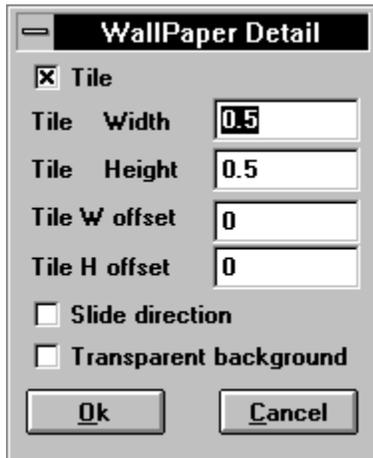 WallPaper Detail
Tile
Tile Width 0.5
Tile Height 0.5
Tile W offset 0
Tile H offset 0
Slide direction
Transparent background
Ok Cancel